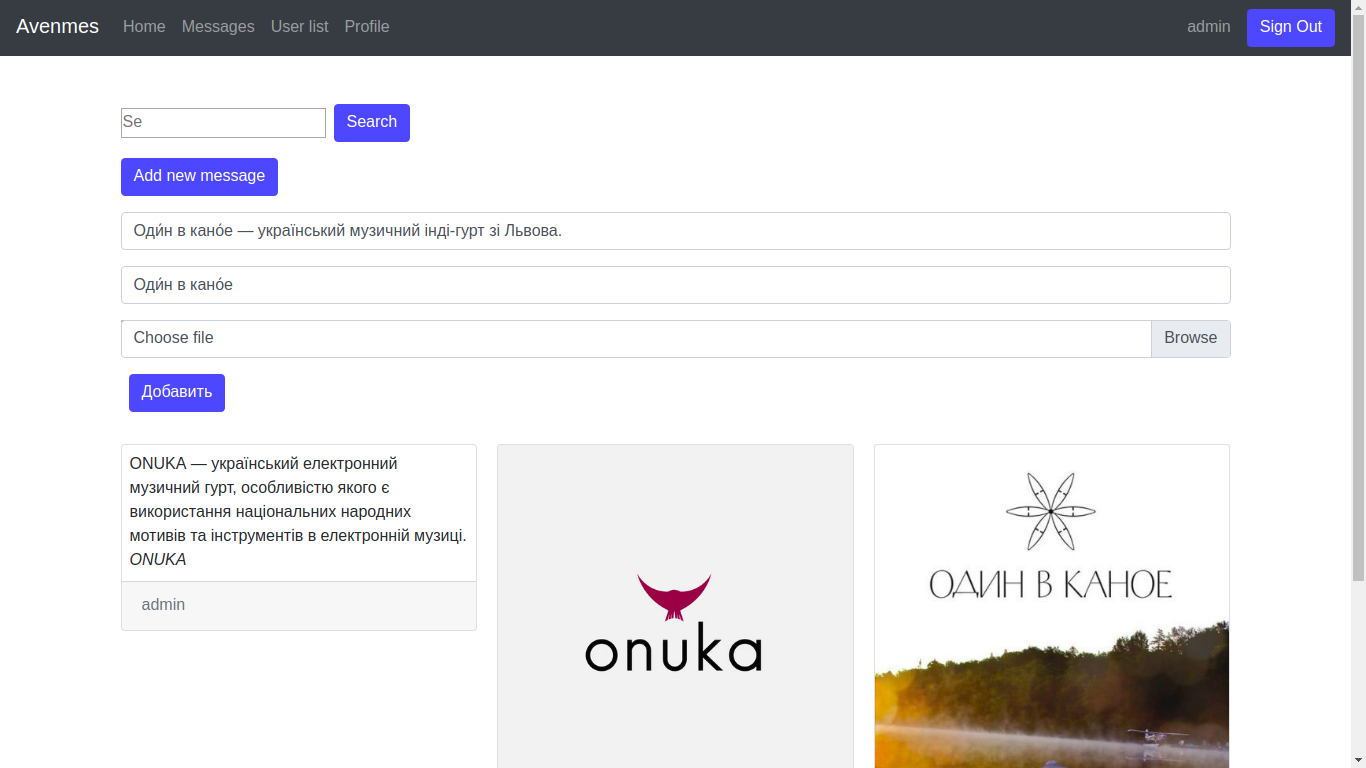 Avenmes Home Messages User list Profile admin Sign Out
Se Search
Add new message
Оди́н в кано́е — український музичний інді-гурт зі Львова.
Оди́н в кано́е
Choose file Browse
Добавить
ONUKA — український електронний
музичний гурт, особливістю якого є
використання національних народних
мотивів та інструментів в електронній музиці.
ONUKA
admin
onuka
ОДИН В КАНОЕ